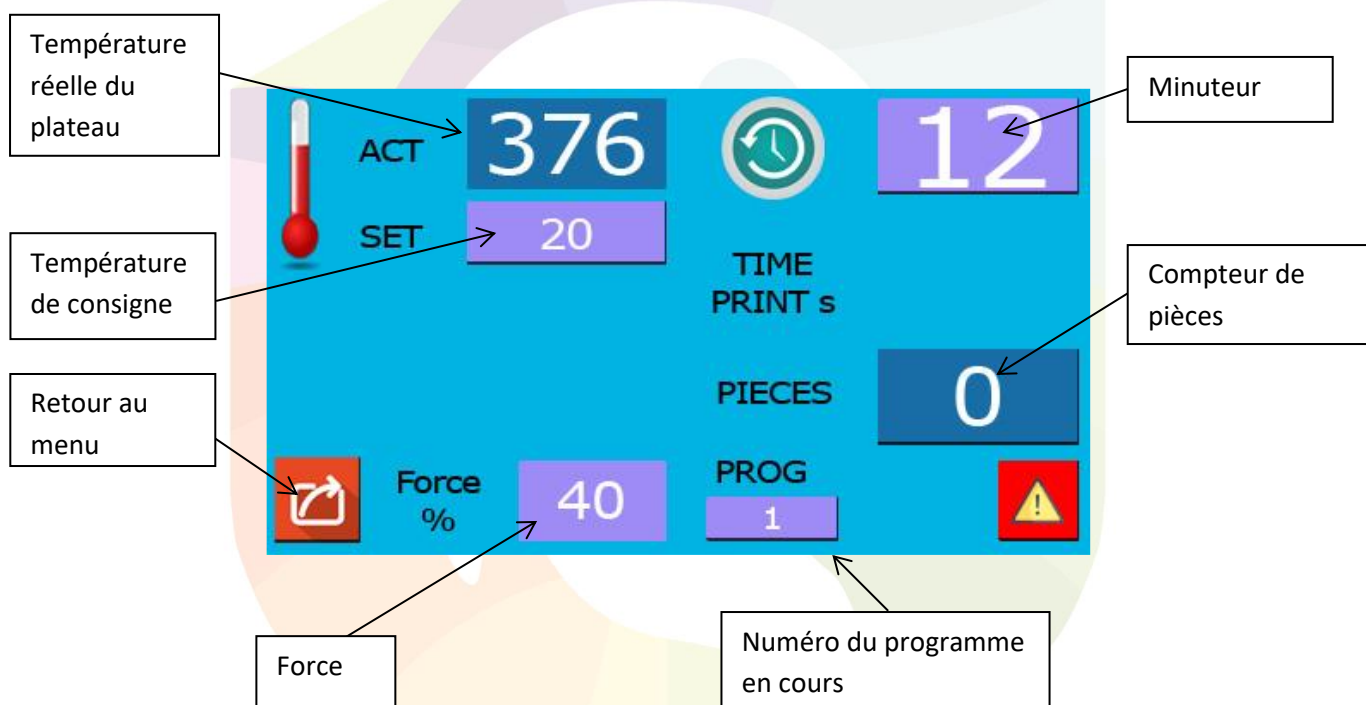 Température
réelle du
plateau
Minuteur
ACT
376
12
SET
20
Température
de consigne
TIME
PRINT s
Compteur de
pièces
PIECES
0
Retour au
menu
Force
%
40
PROG
1
!
Force
Numéro du programme
en cours